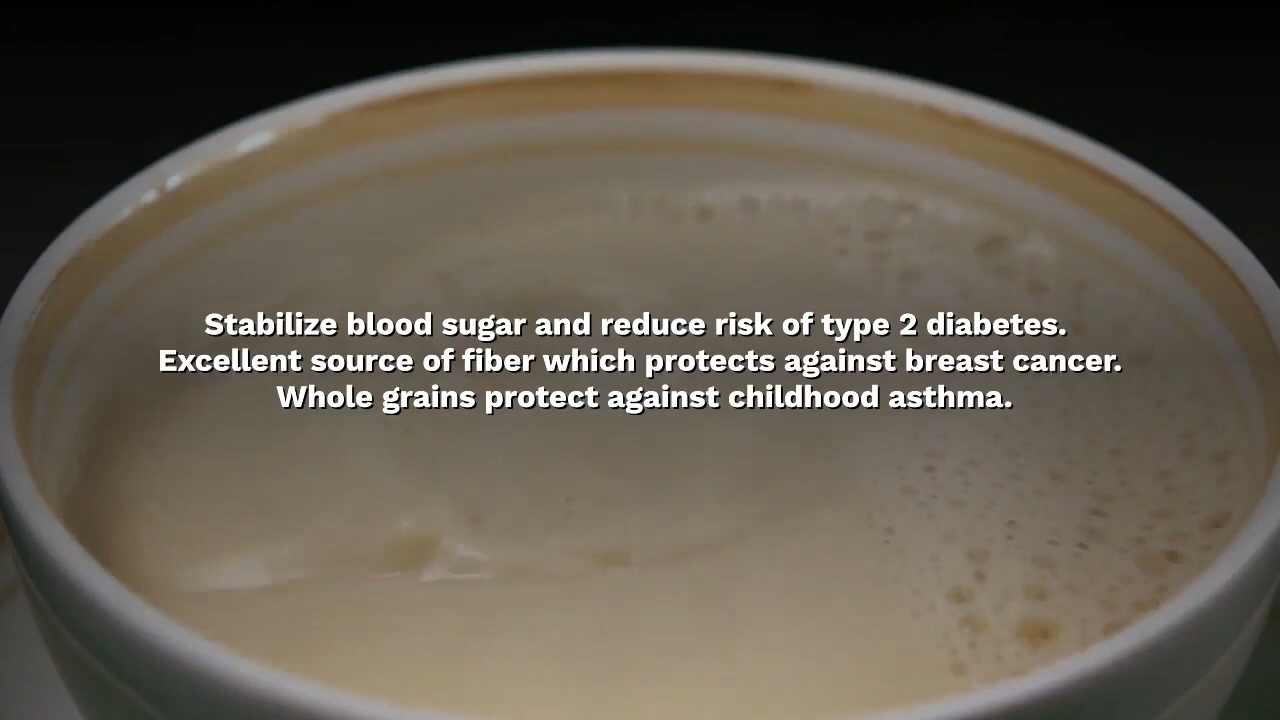 Stabilize blood sugar and reduce risk of type 2 diabetes.
Excellent source of fiber which protects against breast cancer.
Whole grains protect against childhood asthma.